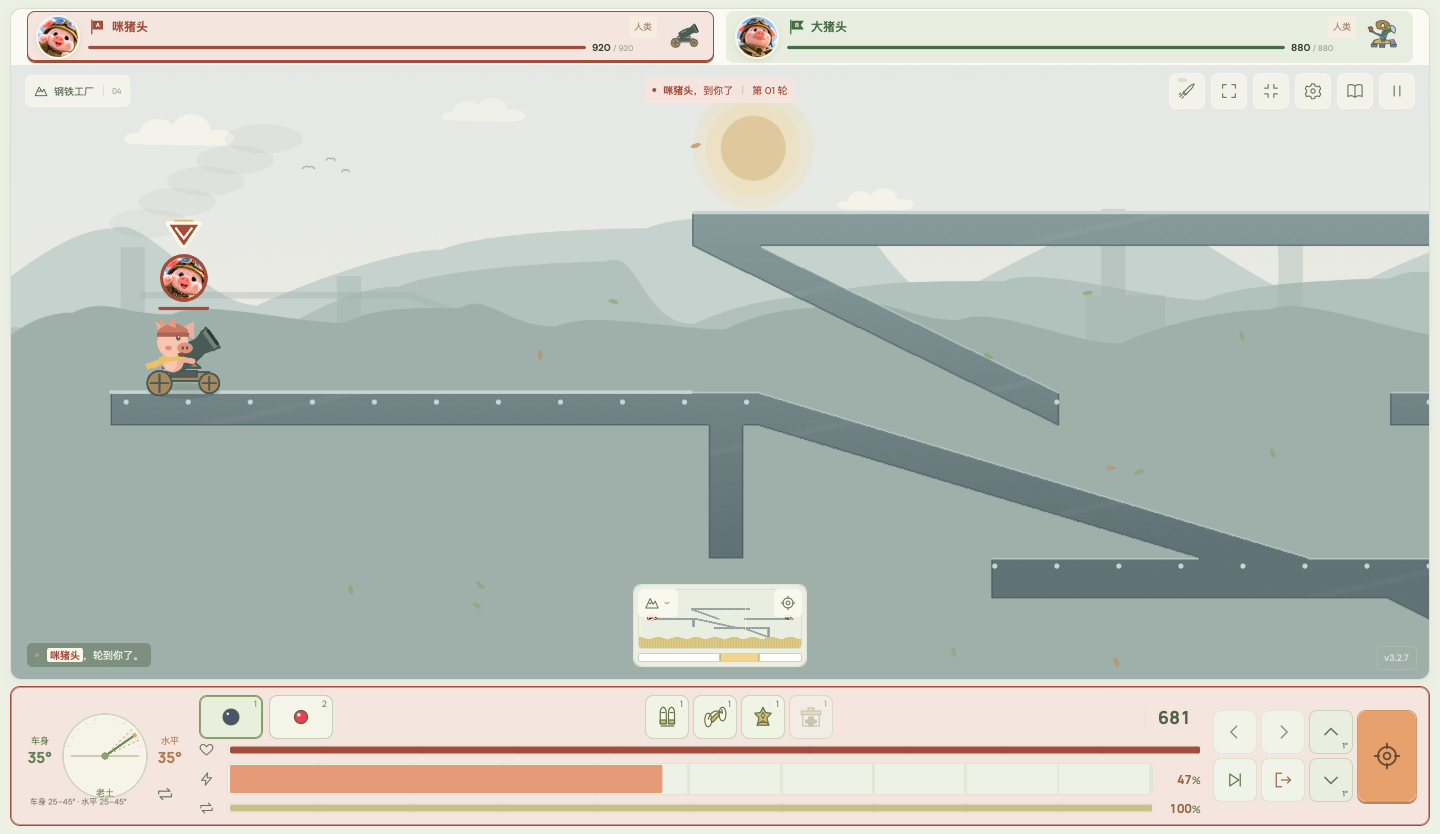 A 咪猪头 人类
920 / 920
B 大猪头 人类
880 / 880
钢铁工厂 04
咪猪头，到你了 第 01 轮
咪猪头，轮到你了。
v3.2.7
车身
35°
水平
35°
老土
车身 25–45° · 水平 25–45°
1
2
1
1
1
1
681
47%
100%
1°
1°